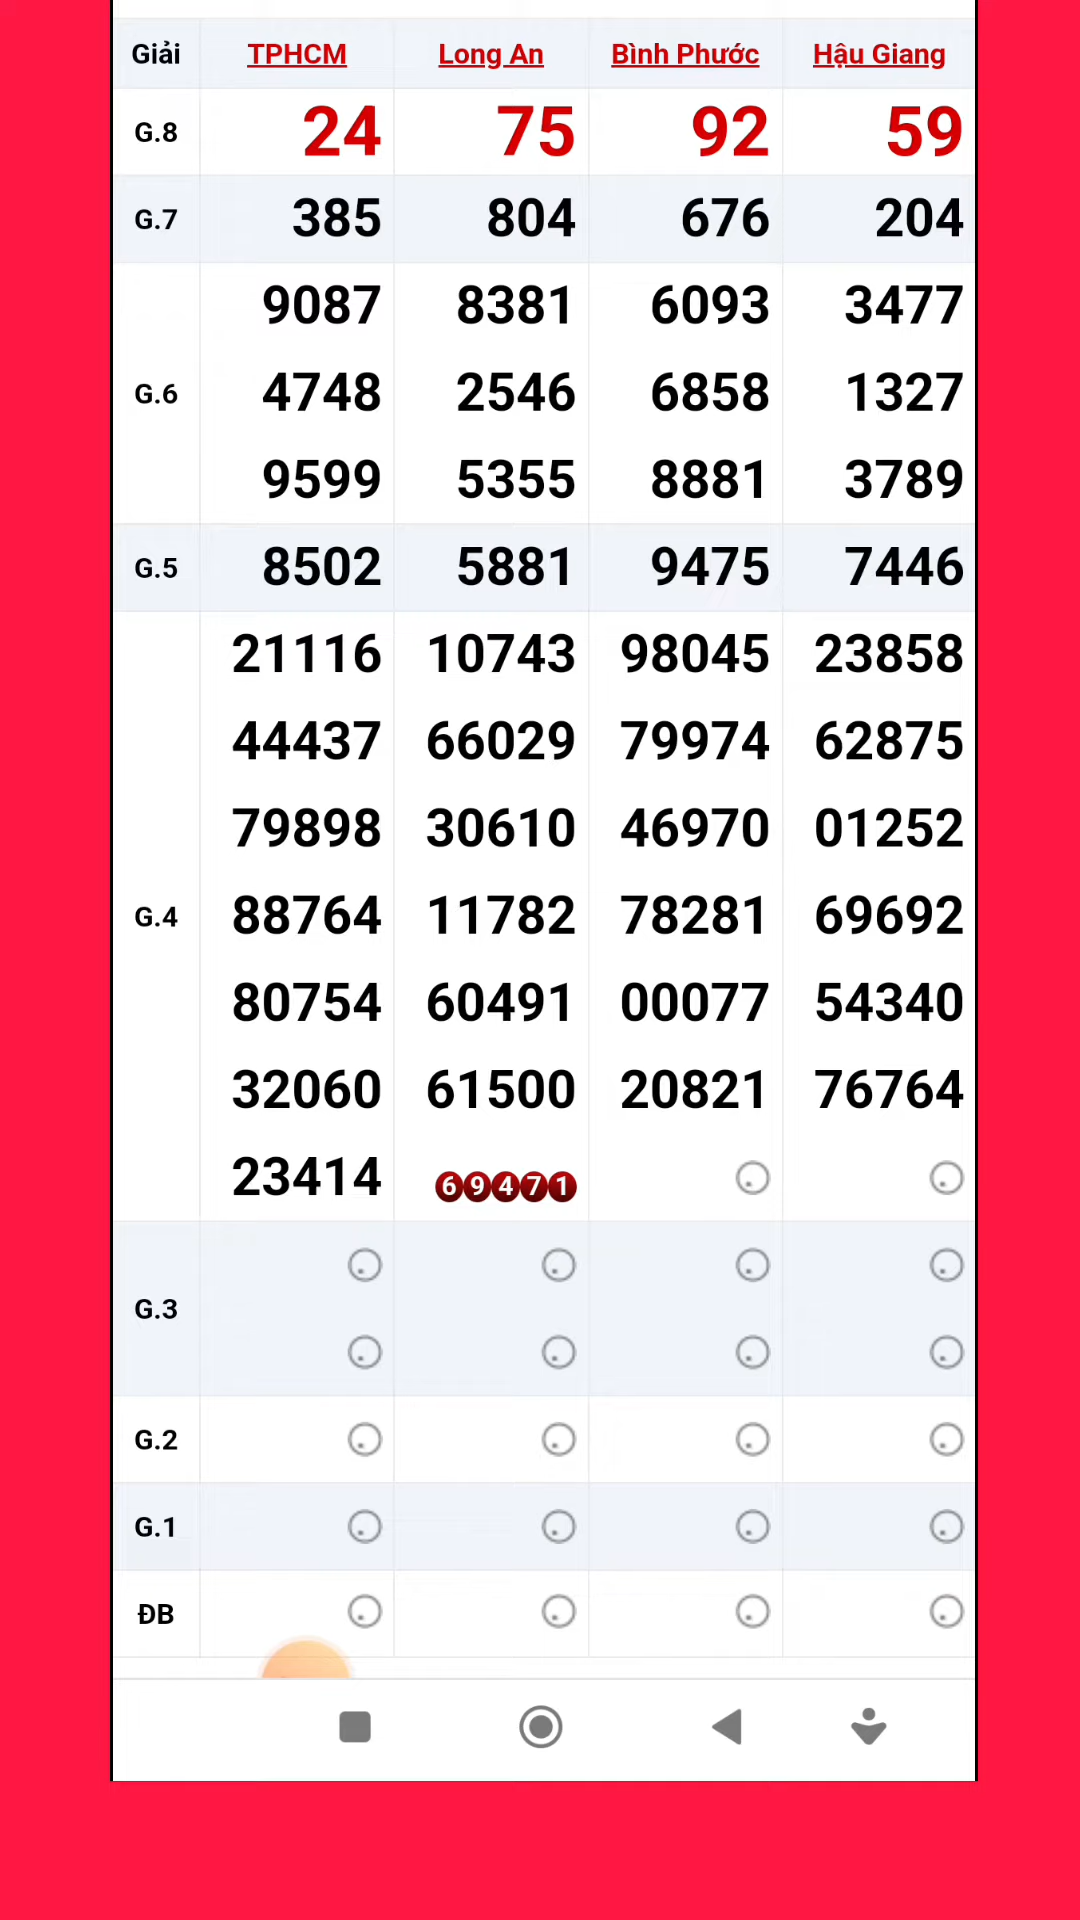 Giải TPHCM Long An Bình Phước Hậu Giang
G.8 24 75 92 59
G.7 385 804 676 204
9087 8381 6093 3477
G.6 4748 2546 6858 1327
9599 5355 8881 3789
G.5 8502 5881 9475 7446
21116 10743 98045 23858
44437 66029 79974 62875
79898 30610 46970 01252
G.4 88764 11782 78281 69692
80754 60491 00077 54340
32060 61500 20821 76764
23414 69471
G.3
G.2
G.1
ĐB